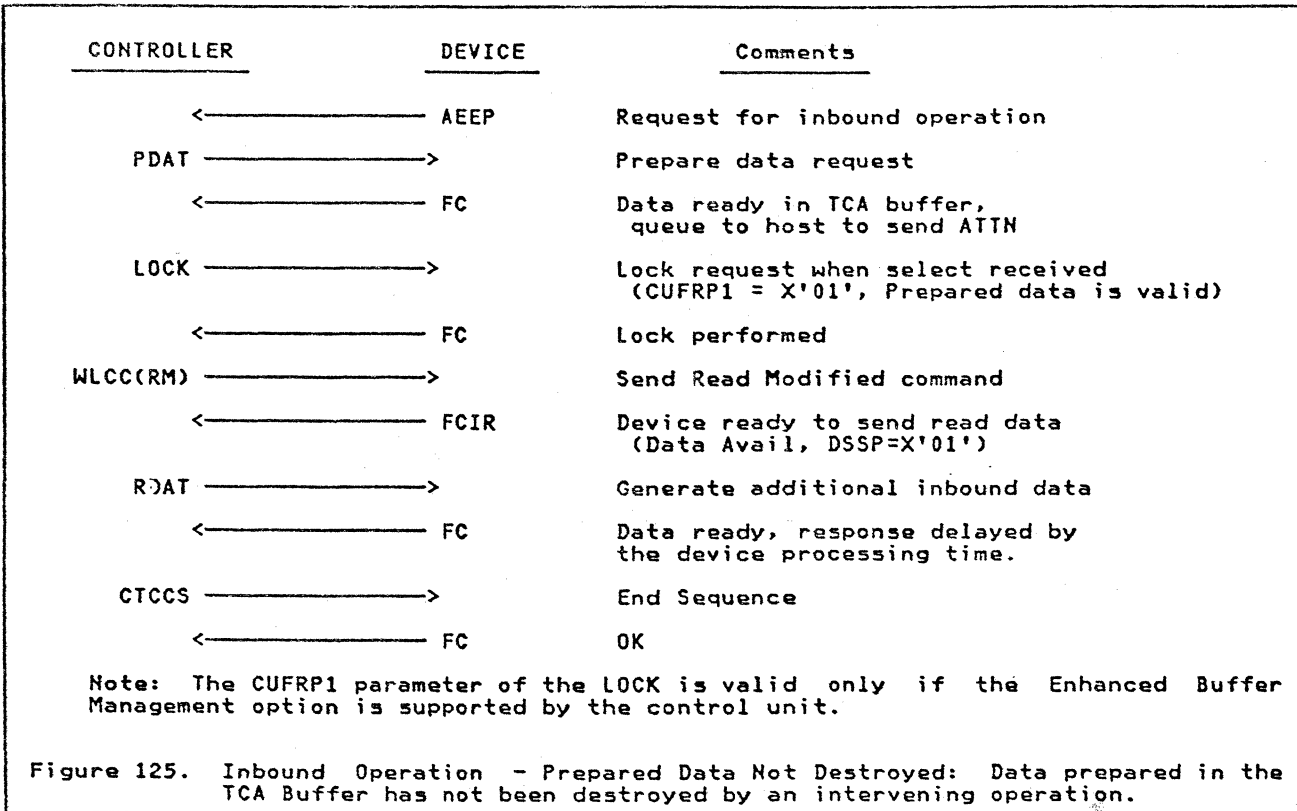 CONTROLLER DEVICE Comments
<———————— AEEP Request for inbound operation
PDAT ————————> Prepare data request
<———————— FC Data ready in TCA buffer,
queue to host to send ATTN
LOCK ————————> Lock request when select received
(CUFRP1 = X'01', Prepared data is valid)
<———————— FC Lock performed
WLCC(RM) ————————> Send Read Modified command
<———————— FCIR Device ready to send read data
(Data Avail, DSSP=X'01')
RDAT ————————> Generate additional inbound data
<———————— FC Data ready, response delayed by
the device processing time.
CTCCS ————————> End Sequence
<———————— FC OK
Note: The CUFRP1 parameter of the LOCK is valid only if the Enhanced Buffer
Management option is supported by the control unit.
Figure 125. Inbound Operation - Prepared Data Not Destroyed: Data prepared in the
TCA Buffer has not been destroyed by an intervening operation.